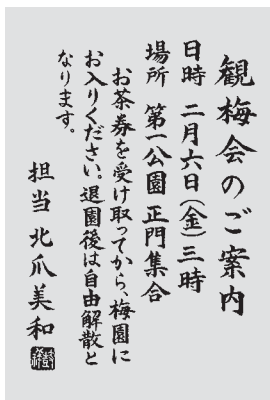 観梅会のご案内
日時 二月六日(金)三時
場所 第一公園 正門集合
お茶券を受け取ってから、梅園に
お入りください。退園後は自由解散と
なります。
担当 北爪美和